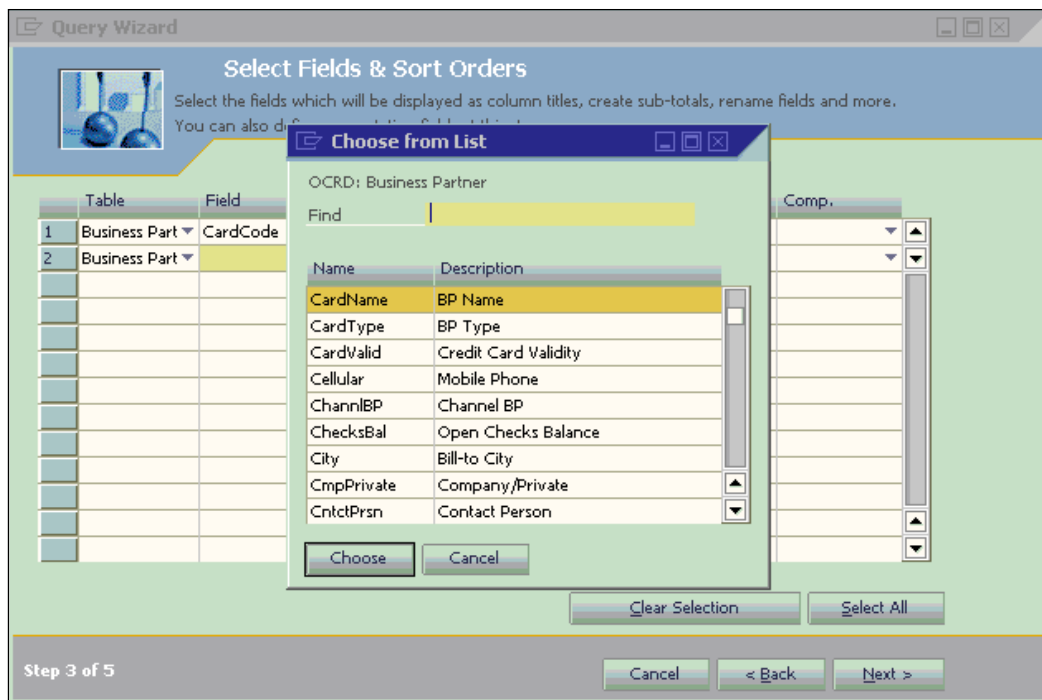 Query Wizard
Select Fields & Sort Orders
Select the fields which will be displayed as column titles, create sub-totals, rename fields and more.
You can also
Choose from List
OCRD: Business Partner
Find
Table Field Comp.
1 Business Part CardCode
2 Business Part
Name Description
CardName BP Name
CardType BP Type
CardValid Credit Card Validity
Cellular Mobile Phone
ChannlBP Channel BP
ChecksBal Open Checks Balance
City Bill-to City
CmpPrivate Company/Private
CntctPrsn Contact Person
Choose Cancel
Clear Selection Select All
Step 3 of 5 Cancel < Back Next >